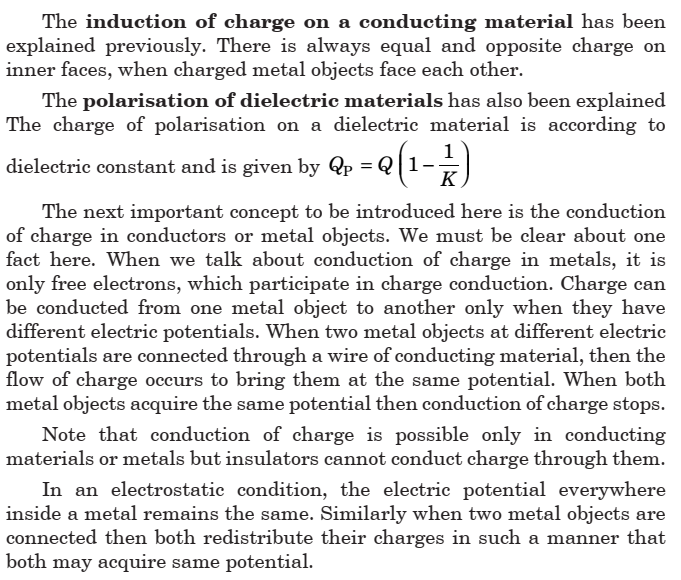 The induction of charge on a conducting material has been
explained previously. There is always equal and opposite charge on
inner faces, when charged metal objects face each other.
The polarisation of dielectric materials has also been explained
The charge of polarisation on a dielectric material is according to
dielectric constant and is given by Q_P = Q(1 - 1/K)
The next important concept to be introduced here is the conduction
of charge in conductors or metal objects. We must be clear about one
fact here. When we talk about conduction of charge in metals, it is
only free electrons, which participate in charge conduction. Charge can
be conducted from one metal object to another only when they have
different electric potentials. When two metal objects at different electric
potentials are connected through a wire of conducting material, then the
flow of charge occurs to bring them at the same potential. When both
metal objects acquire the same potential then conduction of charge stops.
Note that conduction of charge is possible only in conducting
materials or metals but insulators cannot conduct charge through them.
In an electrostatic condition, the electric potential everywhere
inside a metal remains the same. Similarly when two metal objects are
connected then both redistribute their charges in such a manner that
both may acquire same potential.